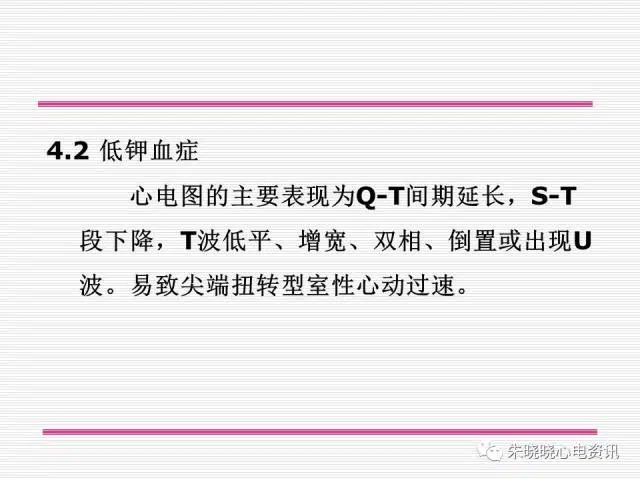 4.2 低钾血症
心电图的主要表现为Q-T间期延长，S-T
段下降，T波低平、增宽、双相、倒置或出现U
波。易致尖端扭转型室性心动过速。
朱晓晓心电资讯